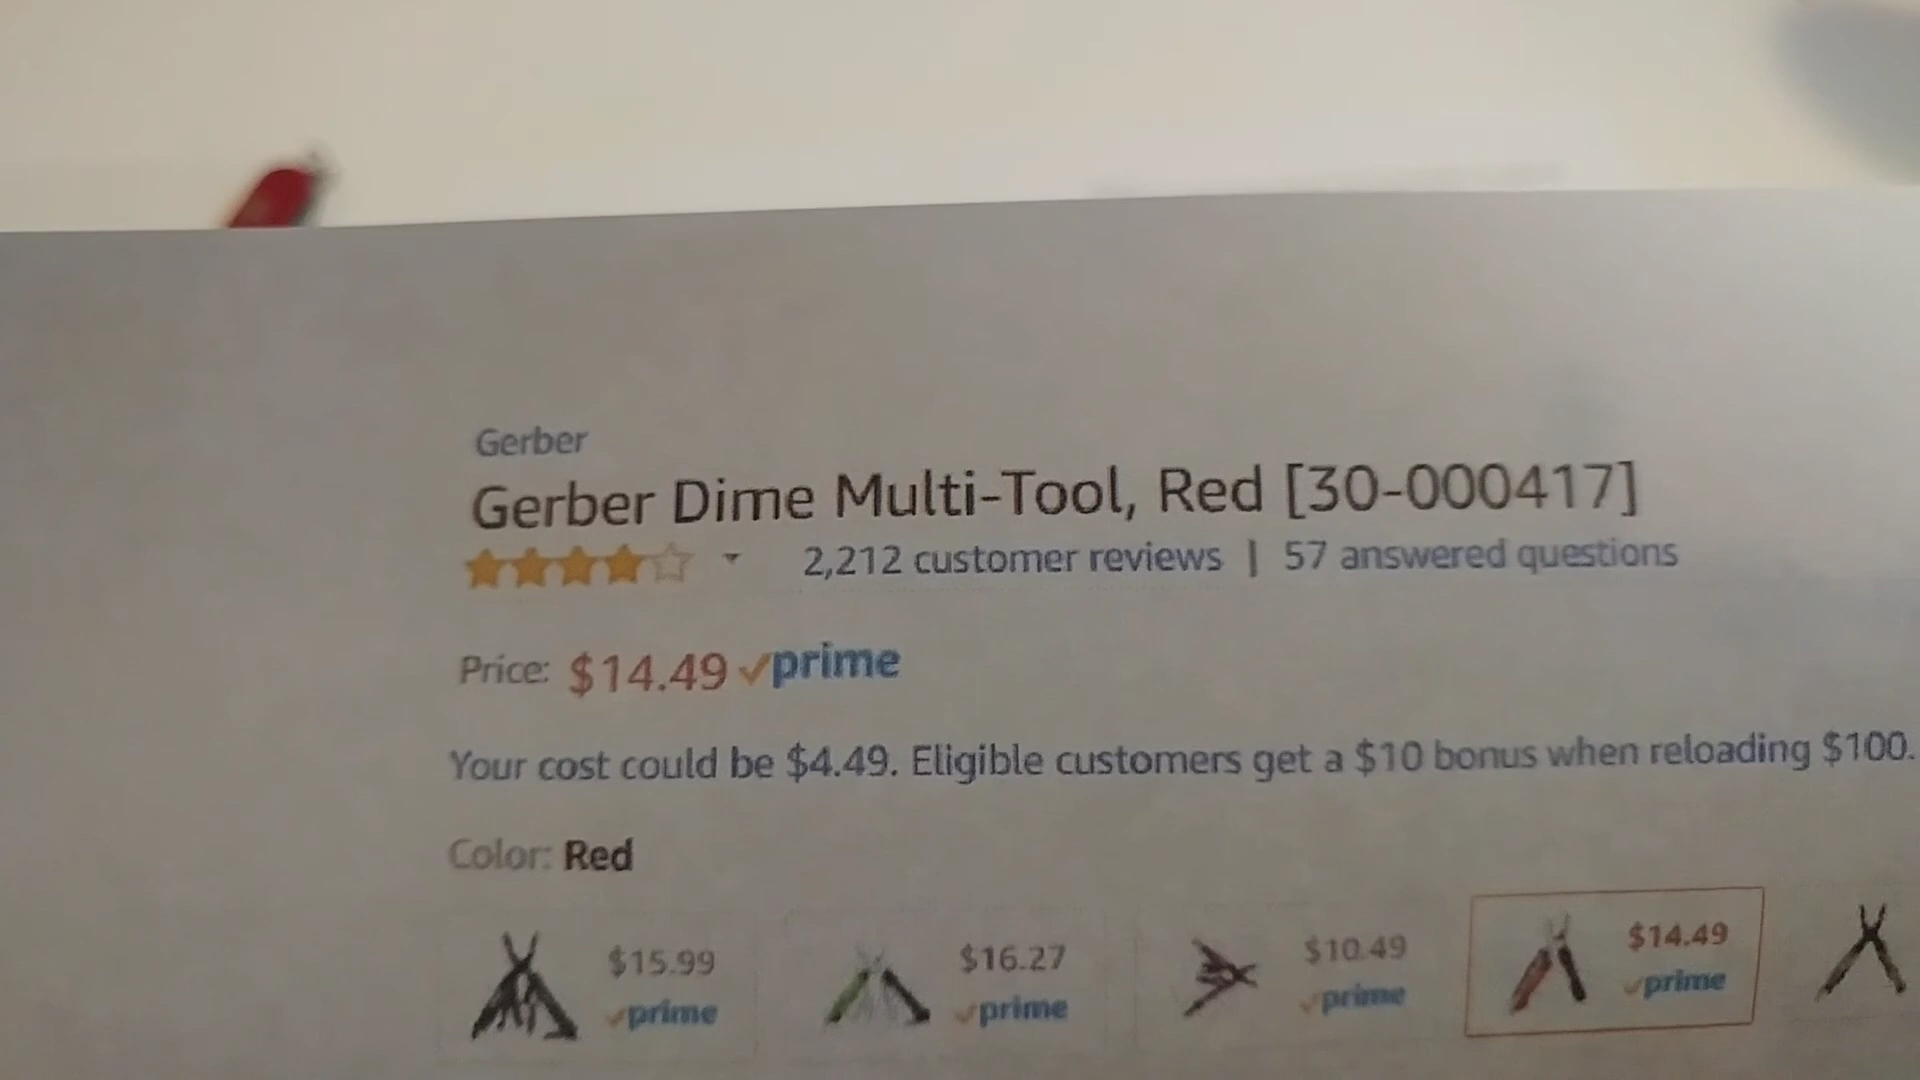 Gerber
Gerber Dime Multi-Tool, Red [30-000417]
2,212 customer reviews | 57 answered questions
Price: $14.49 prime
Your cost could be $4.49. Eligible customers get a $10 bonus when reloading $100.
Color: Red
$15.99 $16.27 $10.49 $14.49
prime prime prime prime